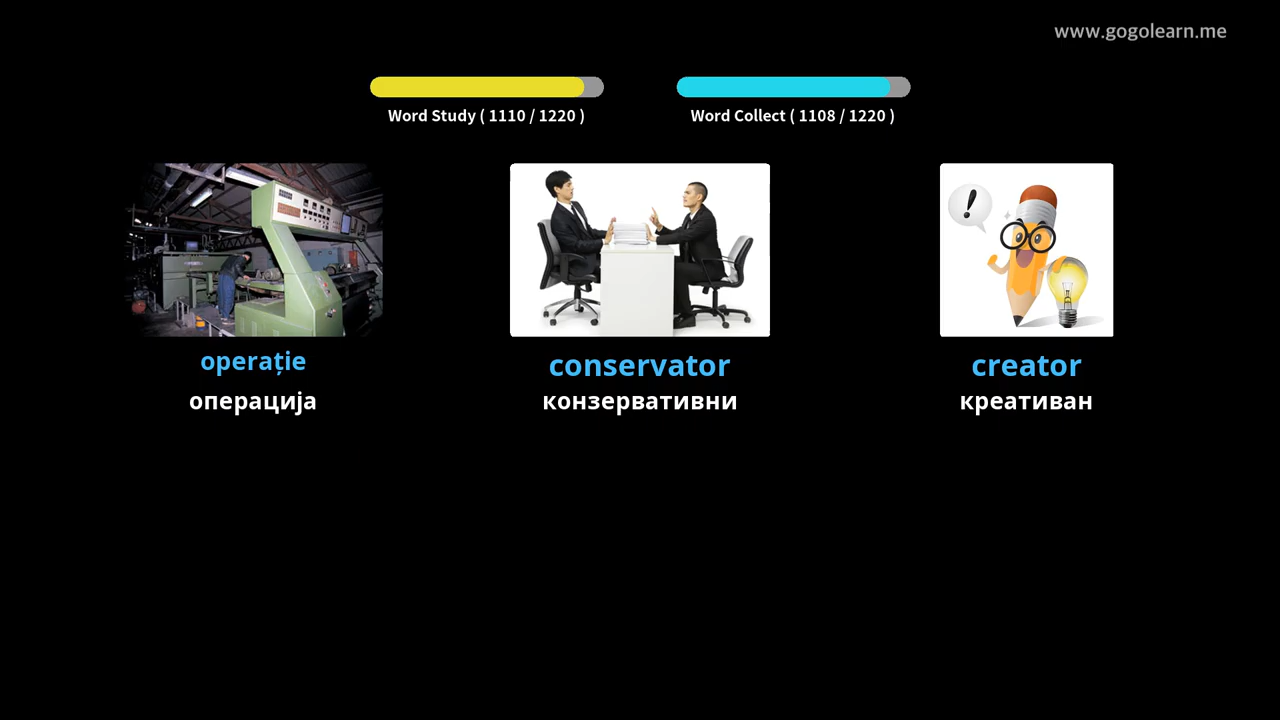 www.gogolearn.me
Word Study ( 1110 / 1220 )
Word Collect ( 1108 / 1220 )
operație
conservator
creator
операција
конзервативни
креативан